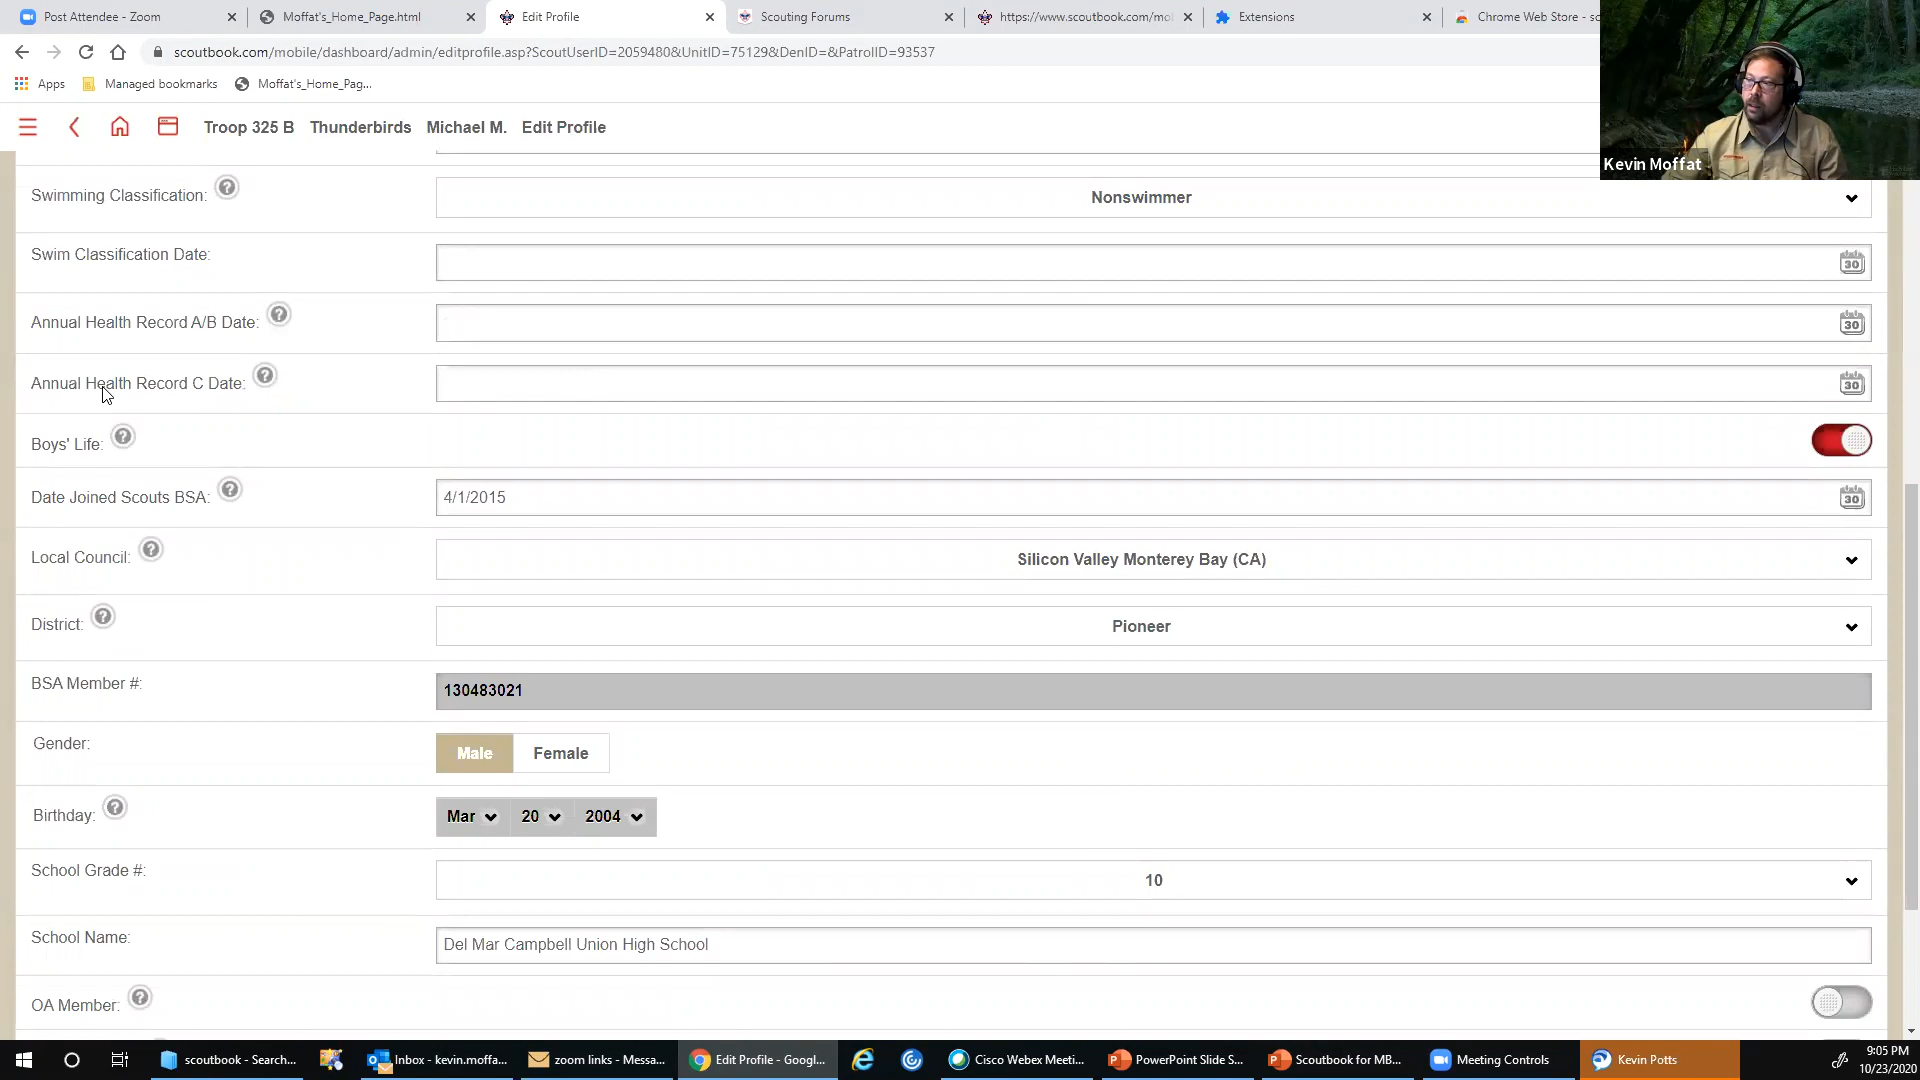 Post Attendee - Zoom
Moffat's_Home_Page.html
Edit Profile
Scouting Forums
https://www.scoutbook.com/mo
Extensions
Chrome Web Store - sc
scoutbook.com/mobile/dashboard/admin/editprofile.asp?ScoutUserID=2059480&UnitID=75129&DenID=&PatrolID=93537
Apps
Managed bookmarks
Moffat's_Home_Pag...
Troop 325 B Thunderbirds Michael M. Edit Profile
Kevin Moffat
Swimming Classification: ?
Nonswimmer
Swim Classification Date:
30
Annual Health Record A/B Date: ?
30
Annual Health Record C Date: ?
30
Boys' Life: ?
Date Joined Scouts BSA: ?
4/1/2015
30
Local Council: ?
Silicon Valley Monterey Bay (CA)
District: ?
Pioneer
BSA Member #:
130483021
Gender:
Male Female
Birthday: ?
Mar 20 2004
School Grade #:
10
School Name:
Del Mar Campbell Union High School
OA Member: ?
scoutbook - Search...
Inbox - kevin.moffa...
zoom links - Messa...
Edit Profile - Googl...
Cisco Webex Meeti...
PowerPoint Slide S...
Scoutbook for MB...
Meeting Controls
Kevin Potts
9:05 PM
10/23/2020